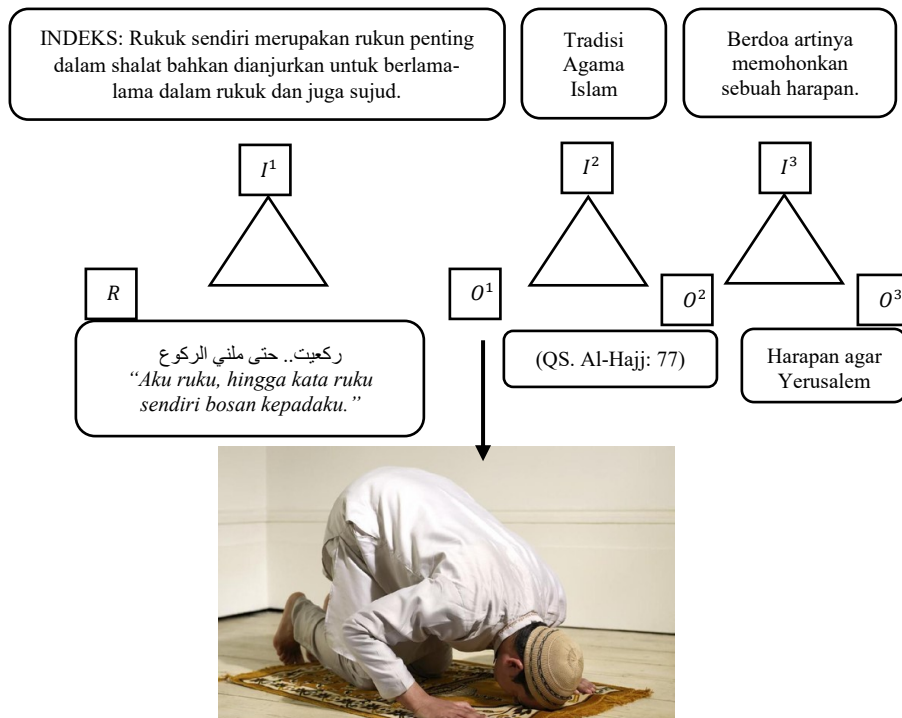 INDEKS: Rukuk sendiri merupakan rukun penting
dalam shalat bahkan dianjurkan untuk berlama-
lama dalam rukuk dan juga sujud.
Tradisi
Agama
Islam
Berdoa artinya
memohonkan
sebuah harapan.
I¹
I²
I³
R
O¹
O²
O³
ركعيت.. حتى ملني الركوع
“Aku ruku, hingga kata ruku
sendiri bosan kepadaku.”
(QS. Al-Hajj: 77)
Harapan agar
Yerusalem